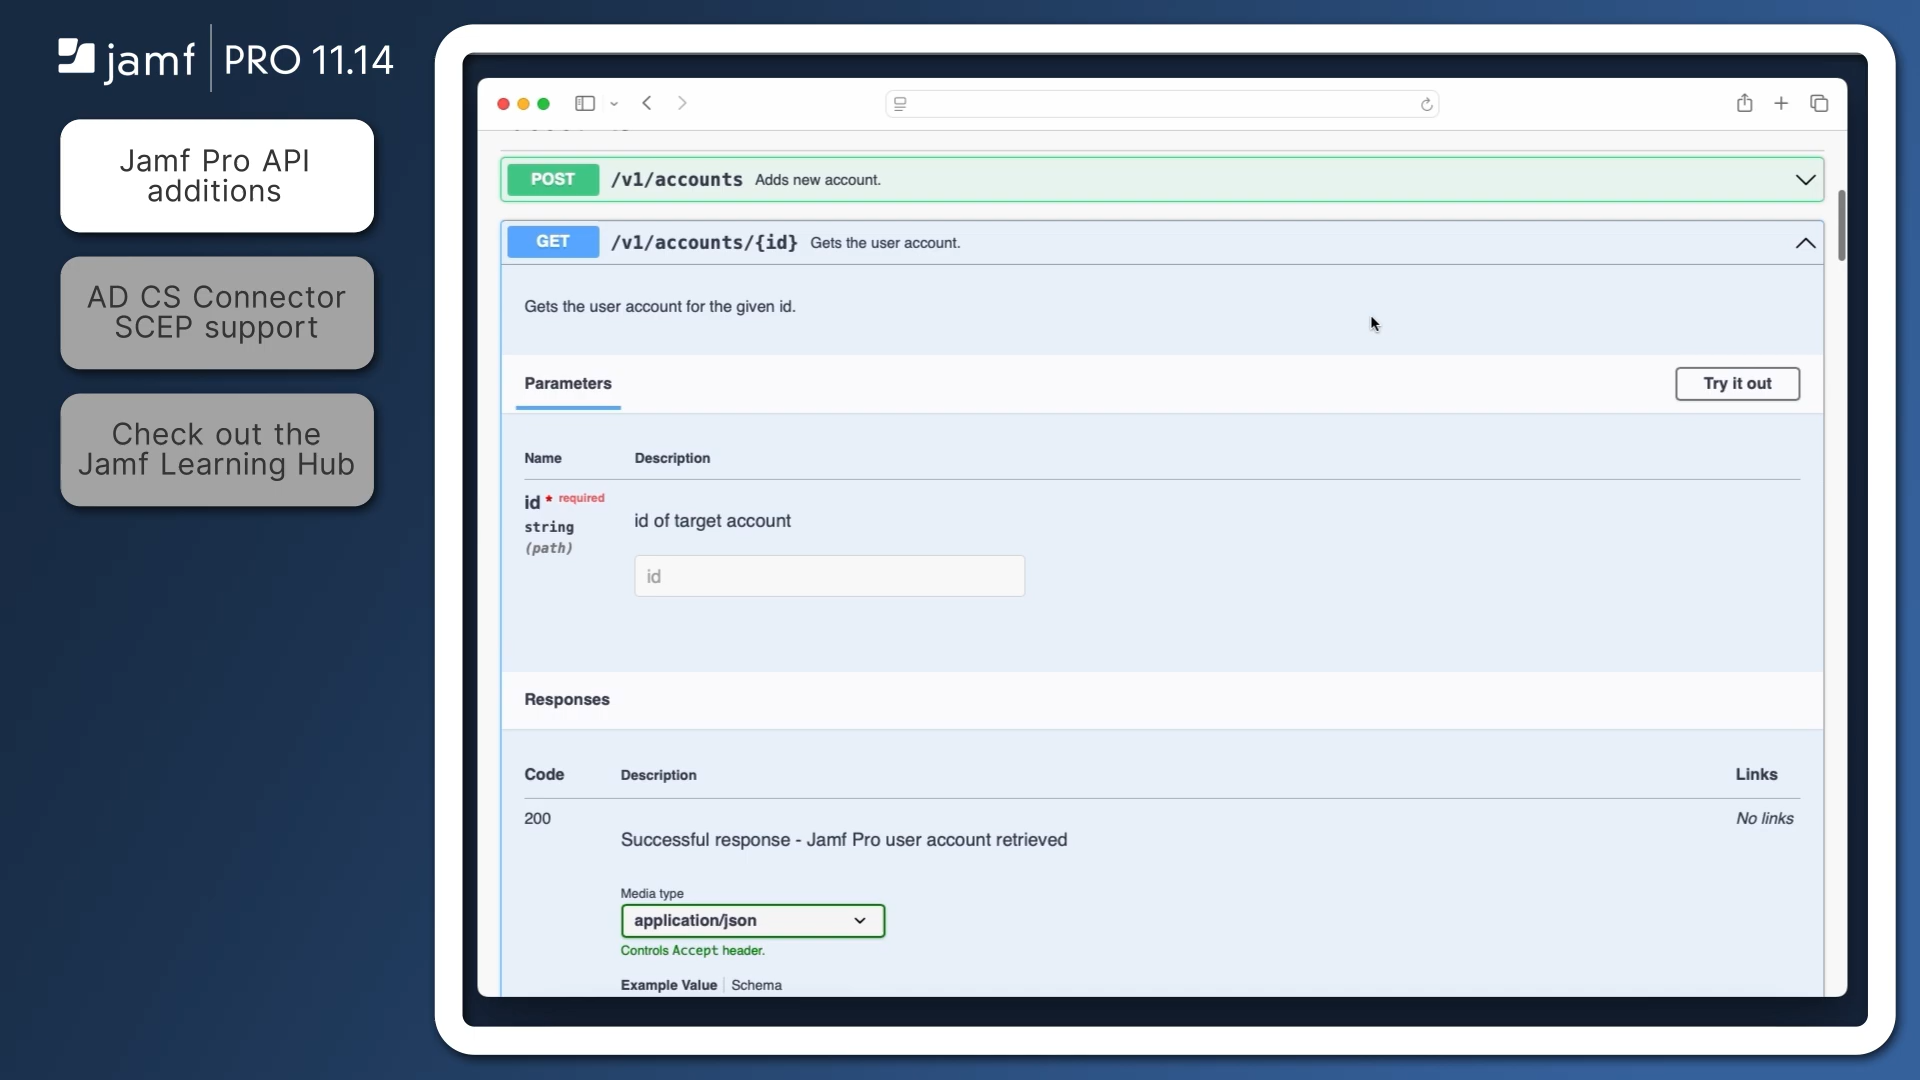 jamf | PRO 11.14
Jamf Pro API
additions
AD CS Connector
SCEP support
Check out the
Jamf Learning Hub
POST /v1/accounts Adds new account.
GET /v1/accounts/{id} Gets the user account.
Gets the user account for the given id.
Parameters
Try it out
Name Description
id * required
string
(path)
id of target account
id
Responses
Code Description Links
200 No links
Successful response - Jamf Pro user account retrieved
Media type
application/json
Controls Accept header.
Example Value | Schema